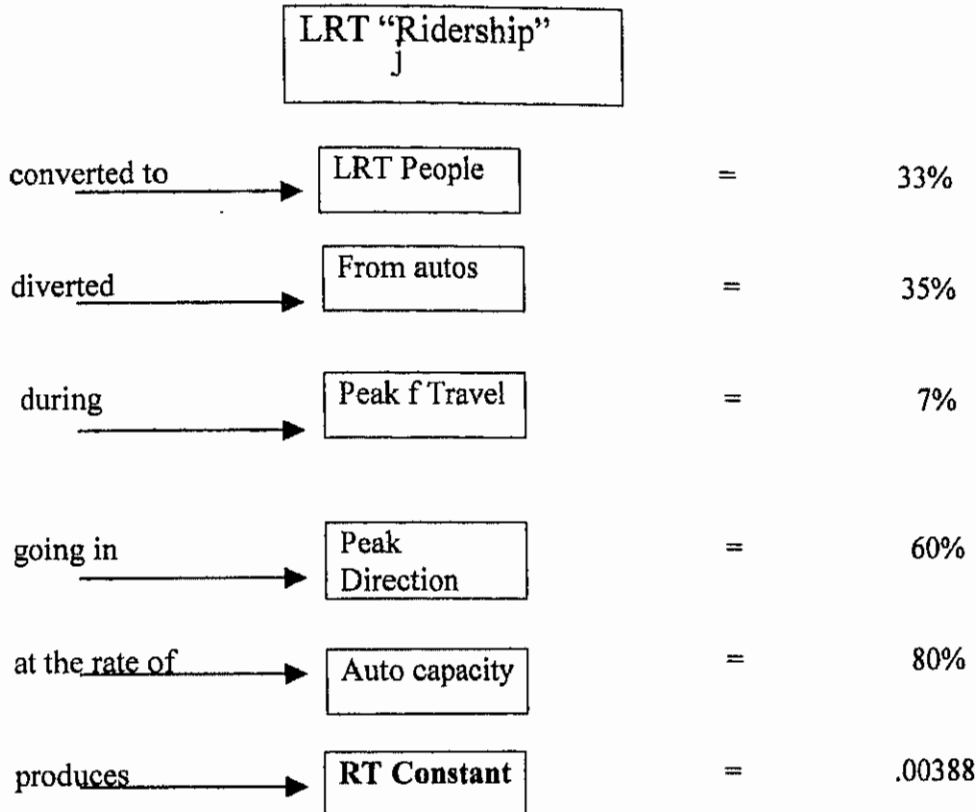 LRT “Ridership”
j
converted to LRT People = 33%
diverted From autos = 35%
during Peak f Travel = 7%
going in Peak Direction = 60%
at the rate of Auto capacity = 80%
produces RT Constant = .00388